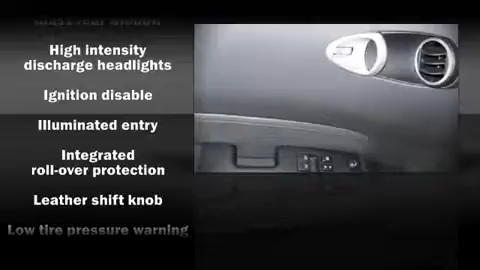 High intensity
discharge headlights
Ignition disable
Illuminated entry
Integrated
roll-over protection
Leather shift knob
Low tire pressure warning